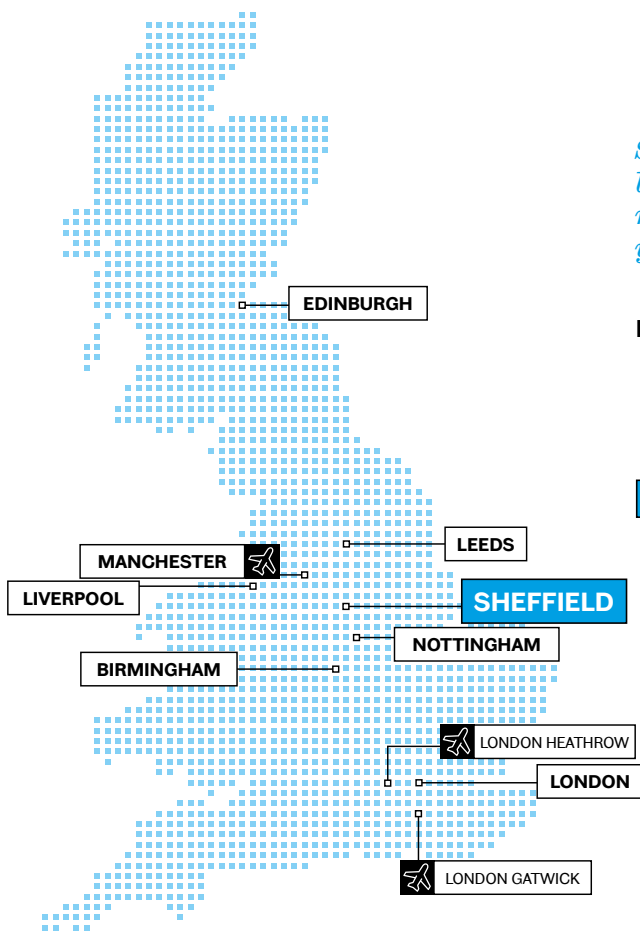 EDINBURGH
LEEDS
MANCHESTER
LIVERPOOL
SHEFFIELD
NOTTINGHAM
BIRMINGHAM
LONDON HEATHROW
LONDON
LONDON GATWICK